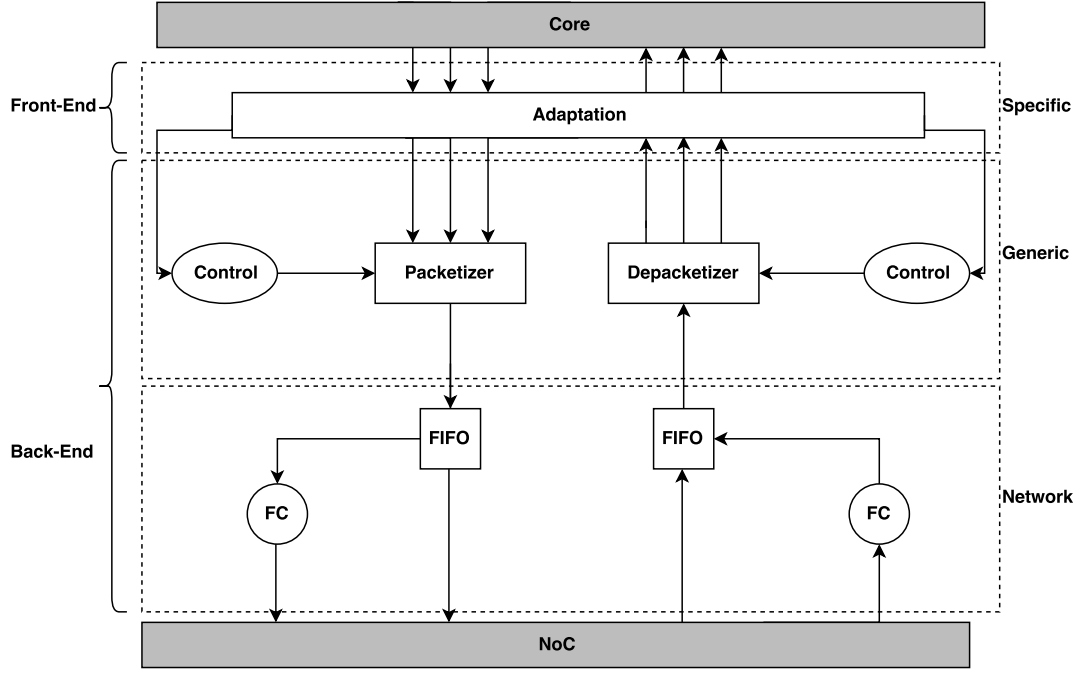 Core
Front-End
Adaptation
Specific
Control
Packetizer
Depacketizer
Control
Generic
Back-End
FIFO
FIFO
FC
FC
Network
NoC